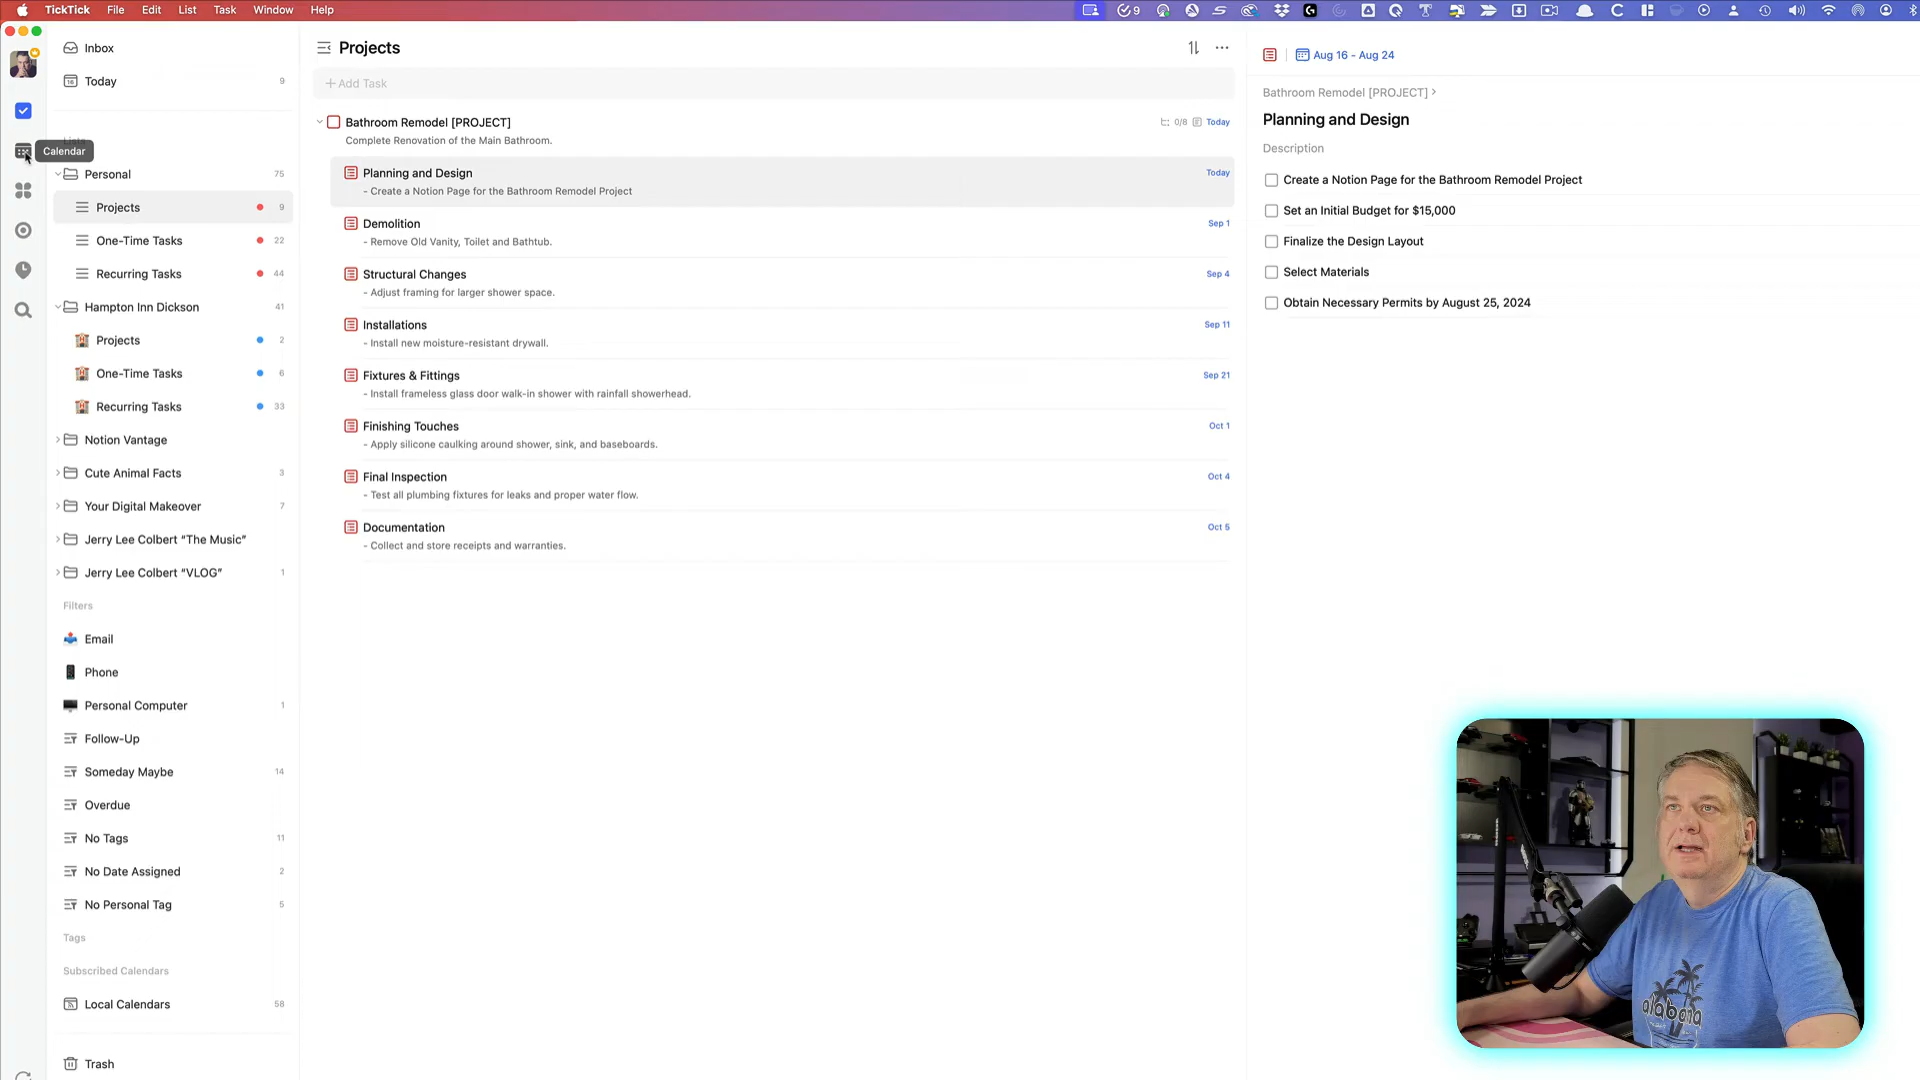 TickTick File Edit List Task Window Help
9
Inbox
Today 9
Calendar
Personal 75
Projects 9
One-Time Tasks 22
Recurring Tasks 44
Hampton Inn Dickson 41
Projects 2
One-Time Tasks 6
Recurring Tasks 33
Notion Vantage
Cute Animal Facts 3
Your Digital Makeover 7
Jerry Lee Colbert “The Music”
Jerry Lee Colbert “VLOG” 1
Filters
Email
Phone
Personal Computer 1
Follow-Up
Someday Maybe 14
Overdue
No Tags 11
No Date Assigned 2
No Personal Tag 5
Tags
Subscribed Calendars
Local Calendars 58
Trash
Projects
Add Task
Bathroom Remodel [PROJECT] 0/8 Today
Complete Renovation of the Main Bathroom.
Planning and Design Today
- Create a Notion Page for the Bathroom Remodel Project
Demolition Sep 1
- Remove Old Vanity, Toilet and Bathtub.
Structural Changes Sep 4
- Adjust framing for larger shower space.
Installations Sep 11
- Install new moisture-resistant drywall.
Fixtures & Fittings Sep 21
- Install frameless glass door walk-in shower with rainfall showerhead.
Finishing Touches Oct 1
- Apply silicone caulking around shower, sink, and baseboards.
Final Inspection Oct 4
- Test all plumbing fixtures for leaks and proper water flow.
Documentation Oct 5
- Collect and store receipts and warranties.
Aug 16 - Aug 24
Bathroom Remodel [PROJECT] >
Planning and Design
Description
Create a Notion Page for the Bathroom Remodel Project
Set an Initial Budget for $15,000
Finalize the Design Layout
Select Materials
Obtain Necessary Permits by August 25, 2024
alabama